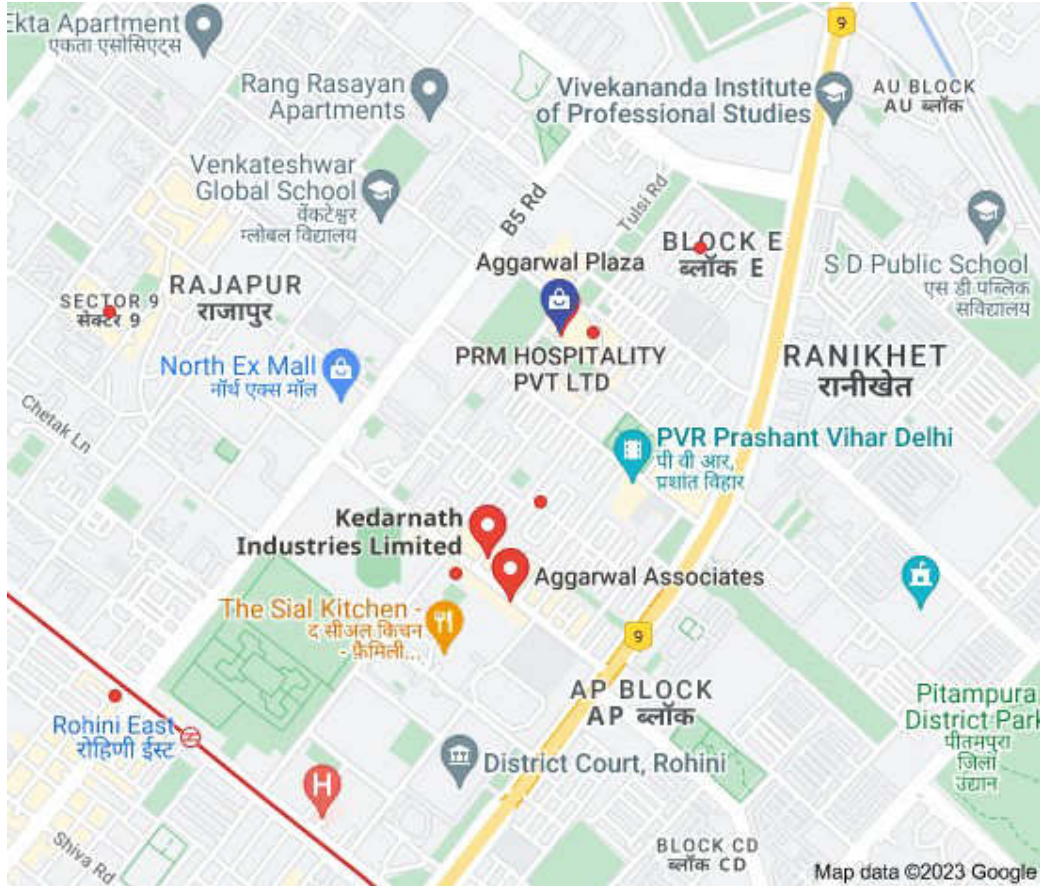 Ekta Apartment
एकता एसोसिएट्स
Rang Rasayan
Apartments
Vivekananda Institute
of Professional Studies
9
AU BLOCK
AU ब्लॉक
Venkateshwar
Global School
वेंकटेश्वर
ग्लोबल विद्यालय
B5 Rd
Tulsi Rd
BLOCK E
ब्लॉक E
S D Public School
एस डी पब्लिक
सविद्यालय
Aggarwal Plaza
SECTOR 9
सेक्टर 9
RAJAPUR
राजापुर
PRM HOSPITALITY
PVT LTD
RANIKHET
रानीखेत
North Ex Mall
नॉर्थ एक्स मॉल
Chetak Ln
PVR Prashant Vihar Delhi
पी वी आर,
प्रशांत विहार
Kedarnath
Industries Limited
Aggarwal Associates
The Sial Kitchen -
द सीअल किचन
- फ़ैमिली...
9
AP BLOCK
AP ब्लॉक
Pitampura
District Park
पीतमपुरा
जिला
उद्यान
Rohini East
रोहिणी ईस्ट
District Court, Rohini
H
Shiva Rd
BLOCK CD
ब्लॉक CD
Map data ©2023 Google